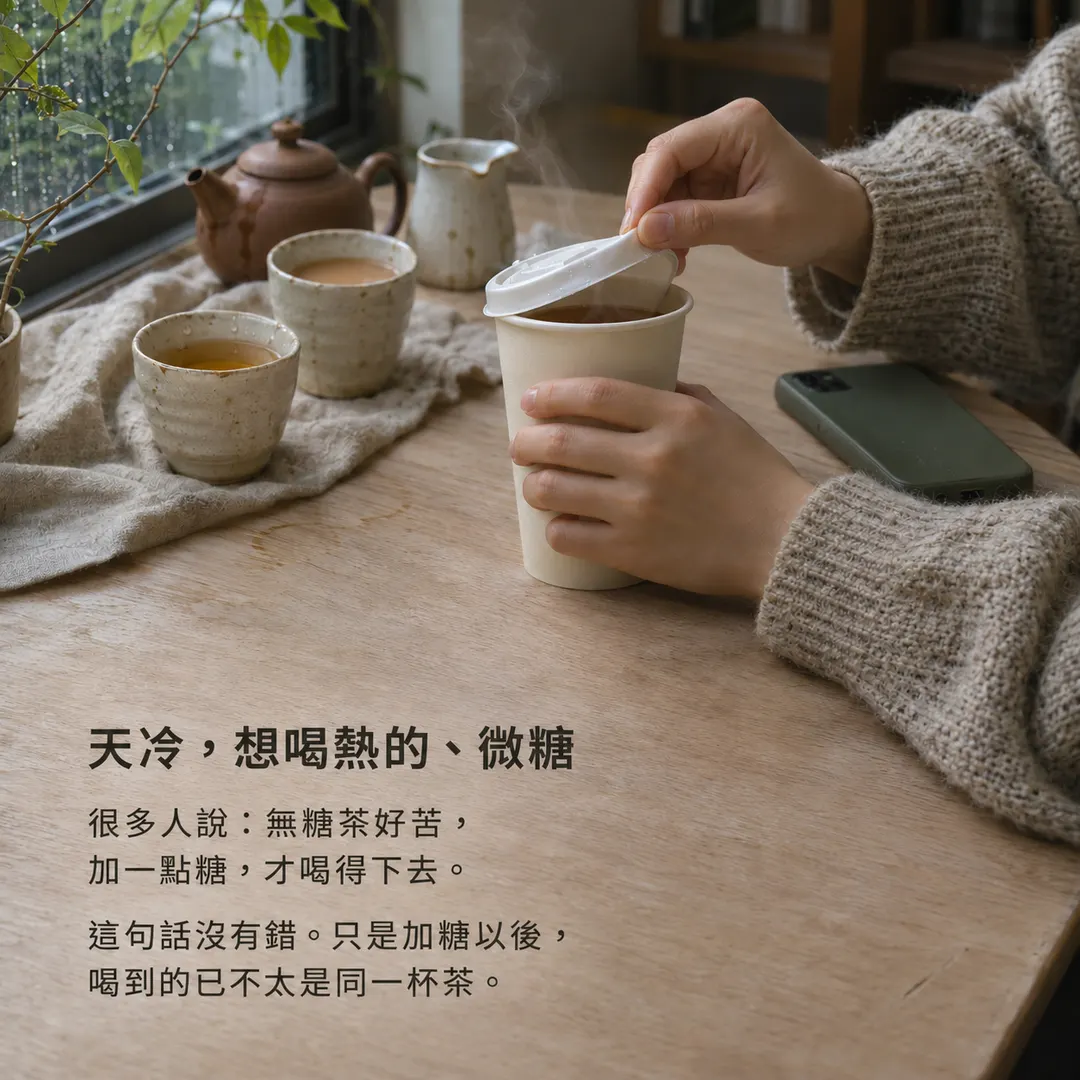 天冷，想喝熱的、微糖
很多人說：無糖茶好苦，
加一點糖，才喝得下去。
這句話沒有錯。只是加糖以後，
喝到的已不太是同一杯茶。